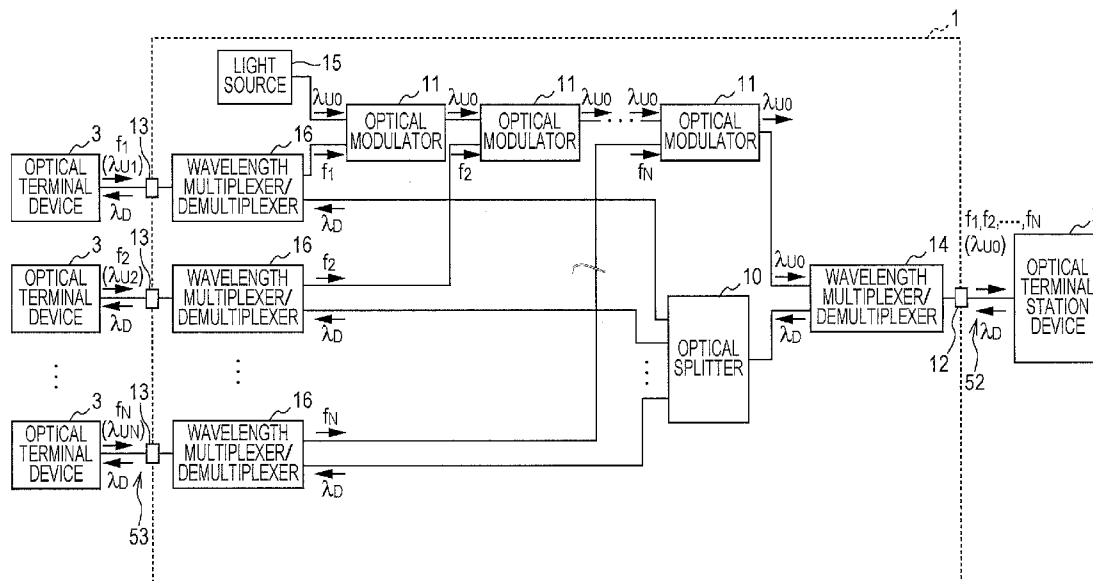 1
LIGHT
SOURCE
15
λU0
11
OPTICAL
MODULATOR
λU0
11
OPTICAL
MODULATOR
λU0
λU0
11
OPTICAL
MODULATOR
λU0
3
OPTICAL
TERMINAL
DEVICE
f1
(λU1)
λD
13
16
WAVELENGTH
MULTIPLEXER/
DEMULTIPLEXER
f1
f2
fN
λD
3
OPTICAL
TERMINAL
DEVICE
f2
(λU2)
λD
13
16
WAVELENGTH
MULTIPLEXER/
DEMULTIPLEXER
f2
λD
10
OPTICAL
SPLITTER
λU0
λD
14
WAVELENGTH
MULTIPLEXER/
DEMULTIPLEXER
12
f1,f2,·····,fN
(λU0)
λD
52
OPTICAL
TERMINAL
STATION
DEVICE
3
OPTICAL
TERMINAL
DEVICE
fN
(λUN)
λD
13
53
16
WAVELENGTH
MULTIPLEXER/
DEMULTIPLEXER
fN
λD